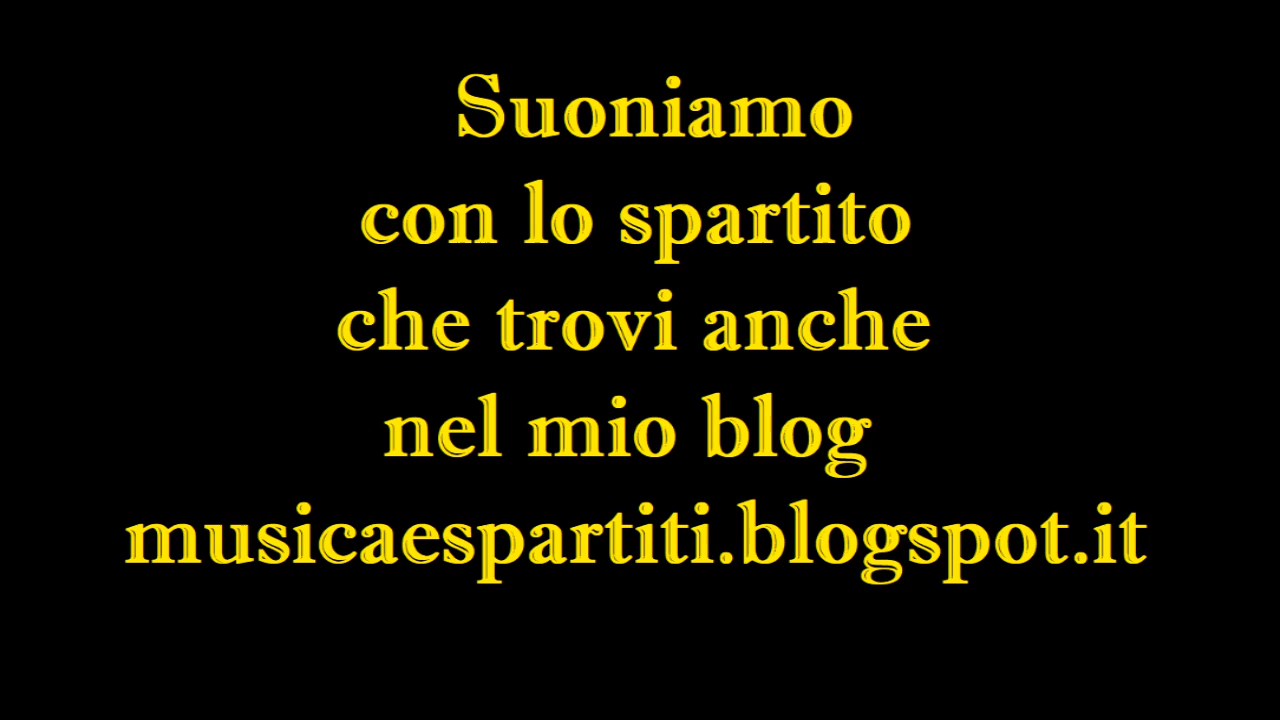 Suoniamo
con lo spartito
che trovi anche
nel mio blog
musicaespartiti.blogspot.it